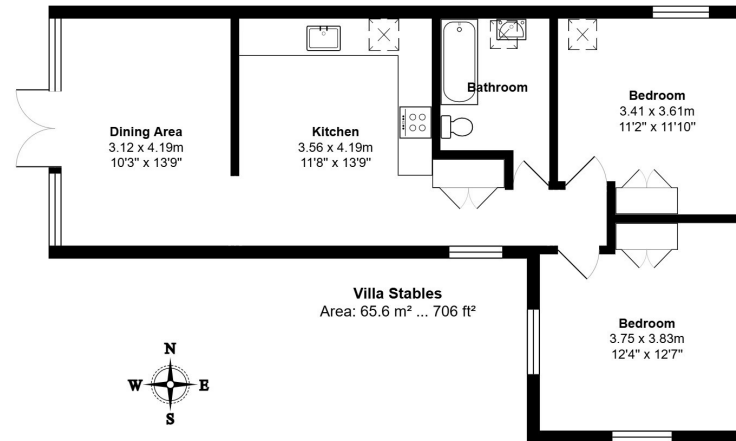 Bathroom
Bedroom
3.41 x 3.61m
11'2" x 11'10"
Dining Area
3.12 x 4.19m
10'3" x 13'9"
Kitchen
3.56 x 4.19m
11'8" x 13'9"
Villa Stables
Area: 65.6 m² ... 706 ft²
Bedroom
3.75 x 3.83m
12'4" x 12'7"
N
W E
S